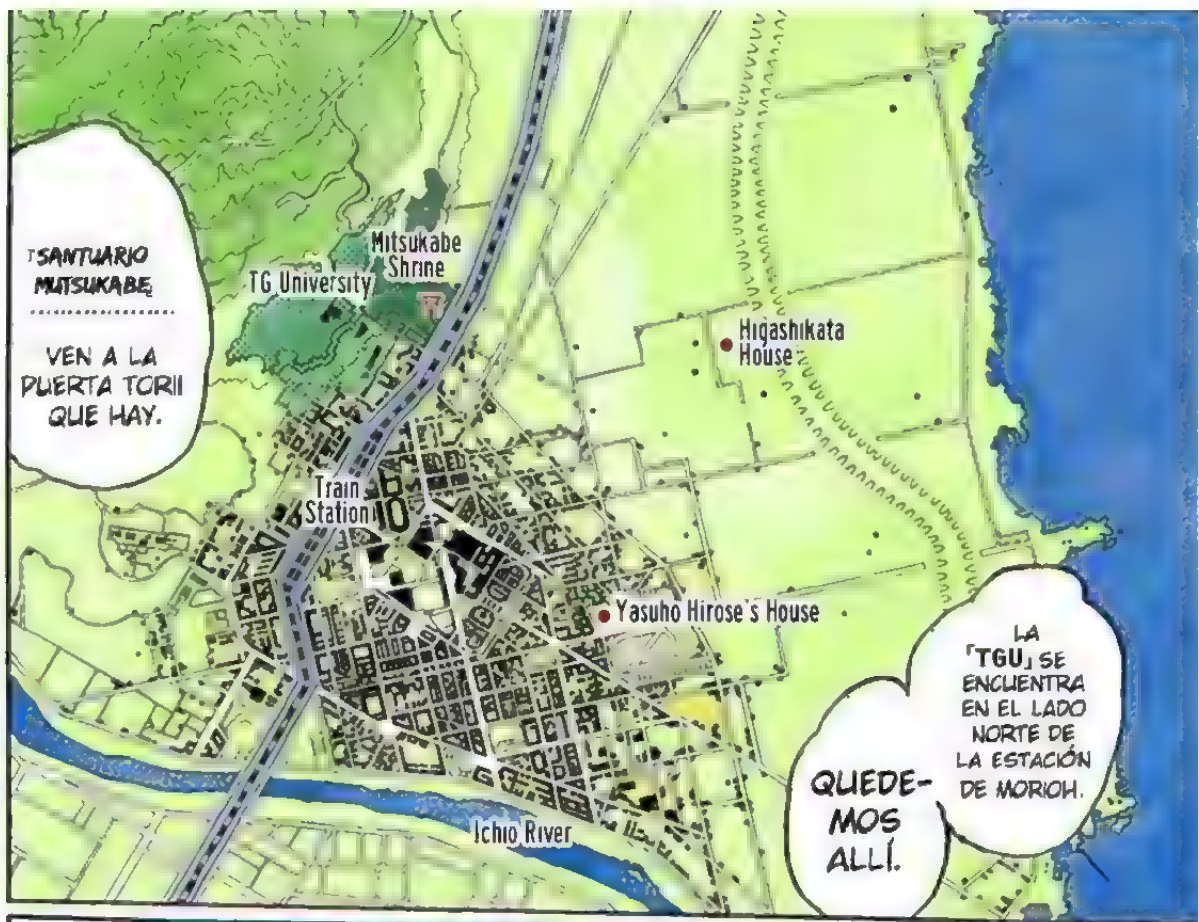 「SANTUARIO
MUTSUKABE」
VEN A LA
PUERTA TORII
QUE HAY.
Mitsukabe
Shrine
TG University
Higashikata
House
Train
Station
Yasuho Hirose's House
Ichio River
LA
「TGU」 SE
ENCUENTRA
EN EL LADO
NORTE DE
LA ESTACIÓN
DE MORIOH.
QUEDE-
MOS
ALLÍ.